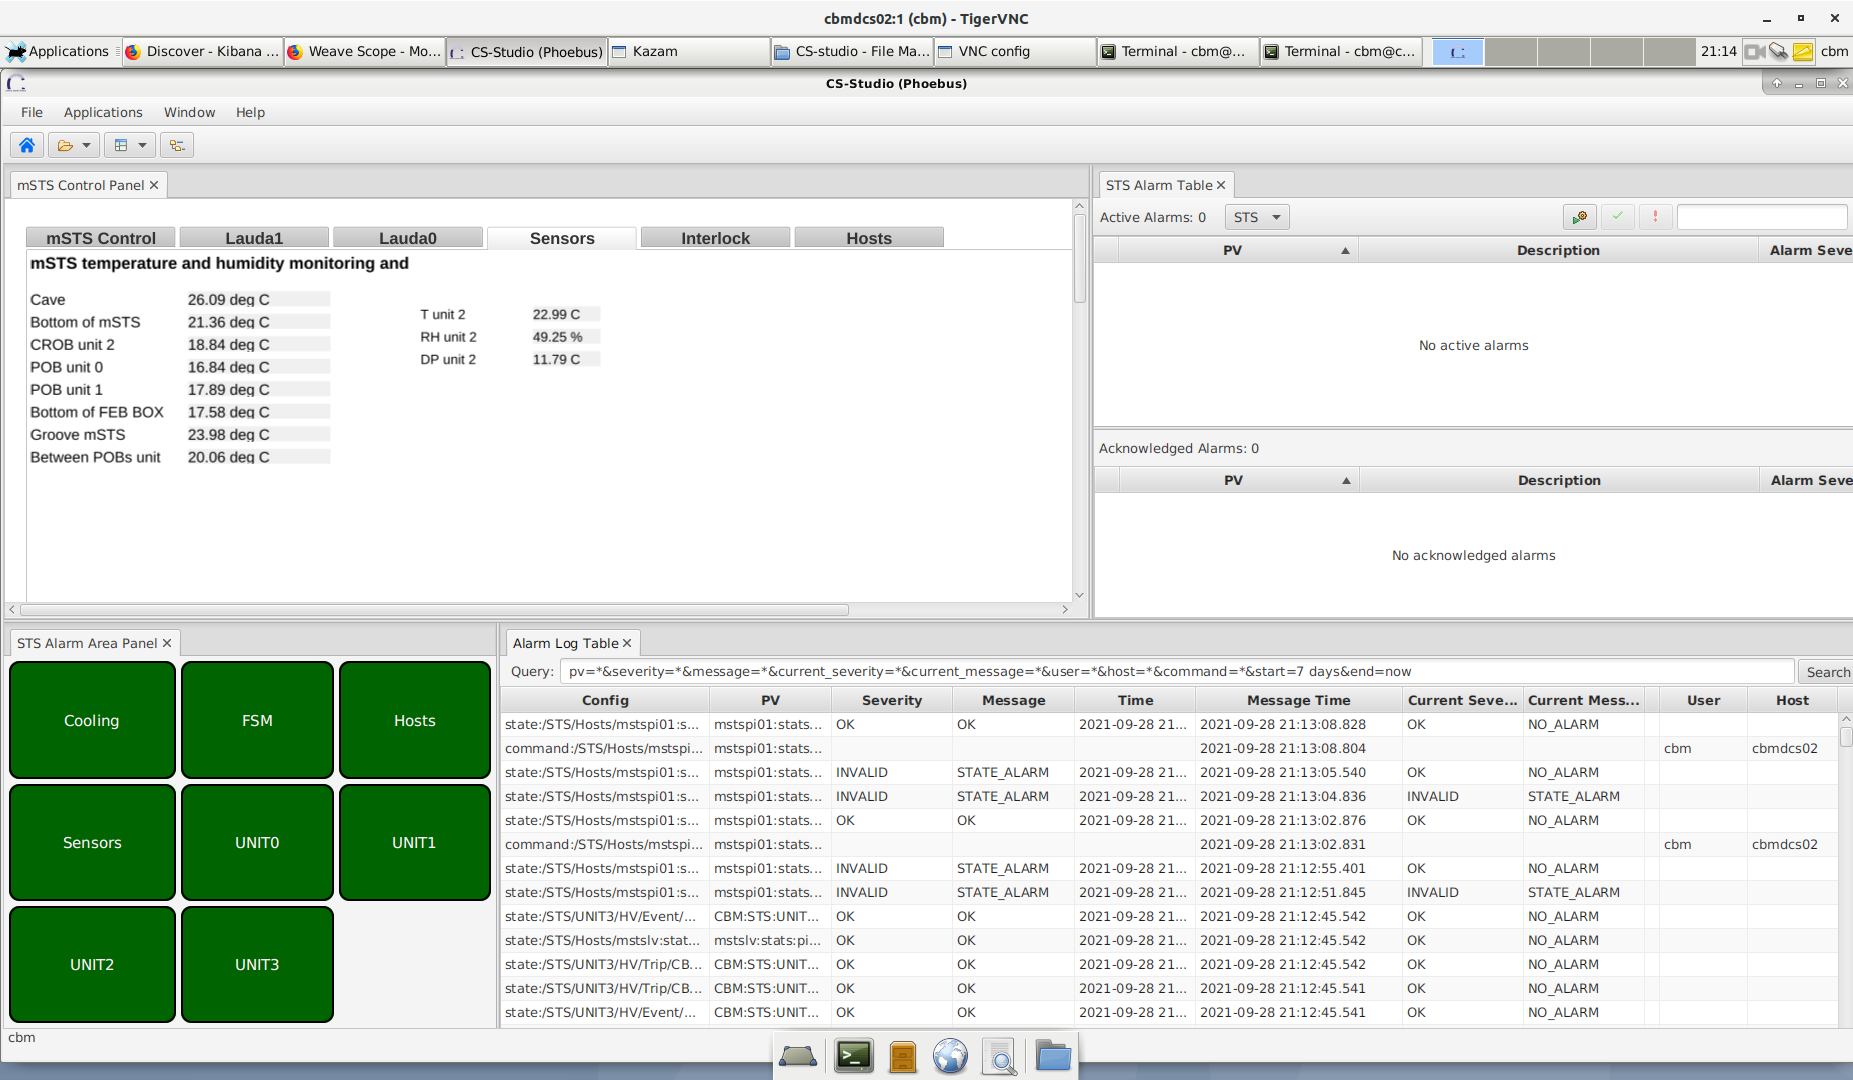 cbmdcs02:1 (cbm) - TigerVNC
Applications Discover - Kibana ... Weave Scope - Mo... CS-Studio (Phoebus) Kazam CS-studio - File Ma... VNC config Terminal - cbm@... Terminal - cbm@c... 21:14 cbm
CS-Studio (Phoebus)
File Applications Window Help
mSTS Control Panel
mSTS Control Lauda1 Lauda0 Sensors Interlock Hosts
mSTS temperature and humidity monitoring and
Cave 26.09 deg C
Bottom of mSTS 21.36 deg C
CROB unit 2 18.84 deg C
POB unit 0 16.84 deg C
POB unit 1 17.89 deg C
Bottom of FEB BOX 17.58 deg C
Groove mSTS 23.98 deg C
Between POBs unit 20.06 deg C
T unit 2 22.99 C
RH unit 2 49.25 %
DP unit 2 11.79 C
STS Alarm Table
Active Alarms: 0 STS
PV Description Alarm Seve
No active alarms
Acknowledged Alarms: 0
PV Description Alarm Seve
No acknowledged alarms
STS Alarm Area Panel
Cooling FSM Hosts
Sensors UNIT0 UNIT1
UNIT2 UNIT3
Alarm Log Table
Query: pv=*&severity=*&message=*&current_severity=*&current_message=*&user=*&host=*&command=*&start=7 days&end=now Search
Config PV Severity Message Time Message Time Current Seve... Current Mess... User Host
state:/STS/Hosts/mstspi01:s... mstspi01:stats... OK OK 2021-09-28 21... 2021-09-28 21:13:08.828 OK NO_ALARM
command:/STS/Hosts/mstspi... mstspi01:stats... 2021-09-28 21:13:08.804 cbm cbmdcs02
state:/STS/Hosts/mstspi01:s... mstspi01:stats... INVALID STATE_ALARM 2021-09-28 21... 2021-09-28 21:13:05.540 OK NO_ALARM
state:/STS/Hosts/mstspi01:s... mstspi01:stats... INVALID STATE_ALARM 2021-09-28 21... 2021-09-28 21:13:04.836 INVALID STATE_ALARM
state:/STS/Hosts/mstspi01:s... mstspi01:stats... OK OK 2021-09-28 21... 2021-09-28 21:13:02.876 OK NO_ALARM
command:/STS/Hosts/mstspi... mstspi01:stats... 2021-09-28 21:13:02.831 cbm cbmdcs02
state:/STS/Hosts/mstspi01:s... mstspi01:stats... INVALID STATE_ALARM 2021-09-28 21... 2021-09-28 21:12:55.401 OK NO_ALARM
state:/STS/Hosts/mstspi01:s... mstspi01:stats... INVALID STATE_ALARM 2021-09-28 21... 2021-09-28 21:12:51.845 INVALID STATE_ALARM
state:/STS/UNIT3/HV/Event/... CBM:STS:UNIT... OK OK 2021-09-28 21... 2021-09-28 21:12:45.542 OK NO_ALARM
state:/STS/Hosts/mstslv:stat... mstslv:stats:pi... OK OK 2021-09-28 21... 2021-09-28 21:12:45.542 OK NO_ALARM
state:/STS/UNIT3/HV/Trip/CB... CBM:STS:UNIT... OK OK 2021-09-28 21... 2021-09-28 21:12:45.542 OK NO_ALARM
state:/STS/UNIT3/HV/Trip/CB... CBM:STS:UNIT... OK OK 2021-09-28 21... 2021-09-28 21:12:45.541 OK NO_ALARM
state:/STS/UNIT3/HV/Event/... CBM:STS:UNIT... OK OK 2021-09-28 21... 2021-09-28 21:12:45.541 OK NO_ALARM
cbm